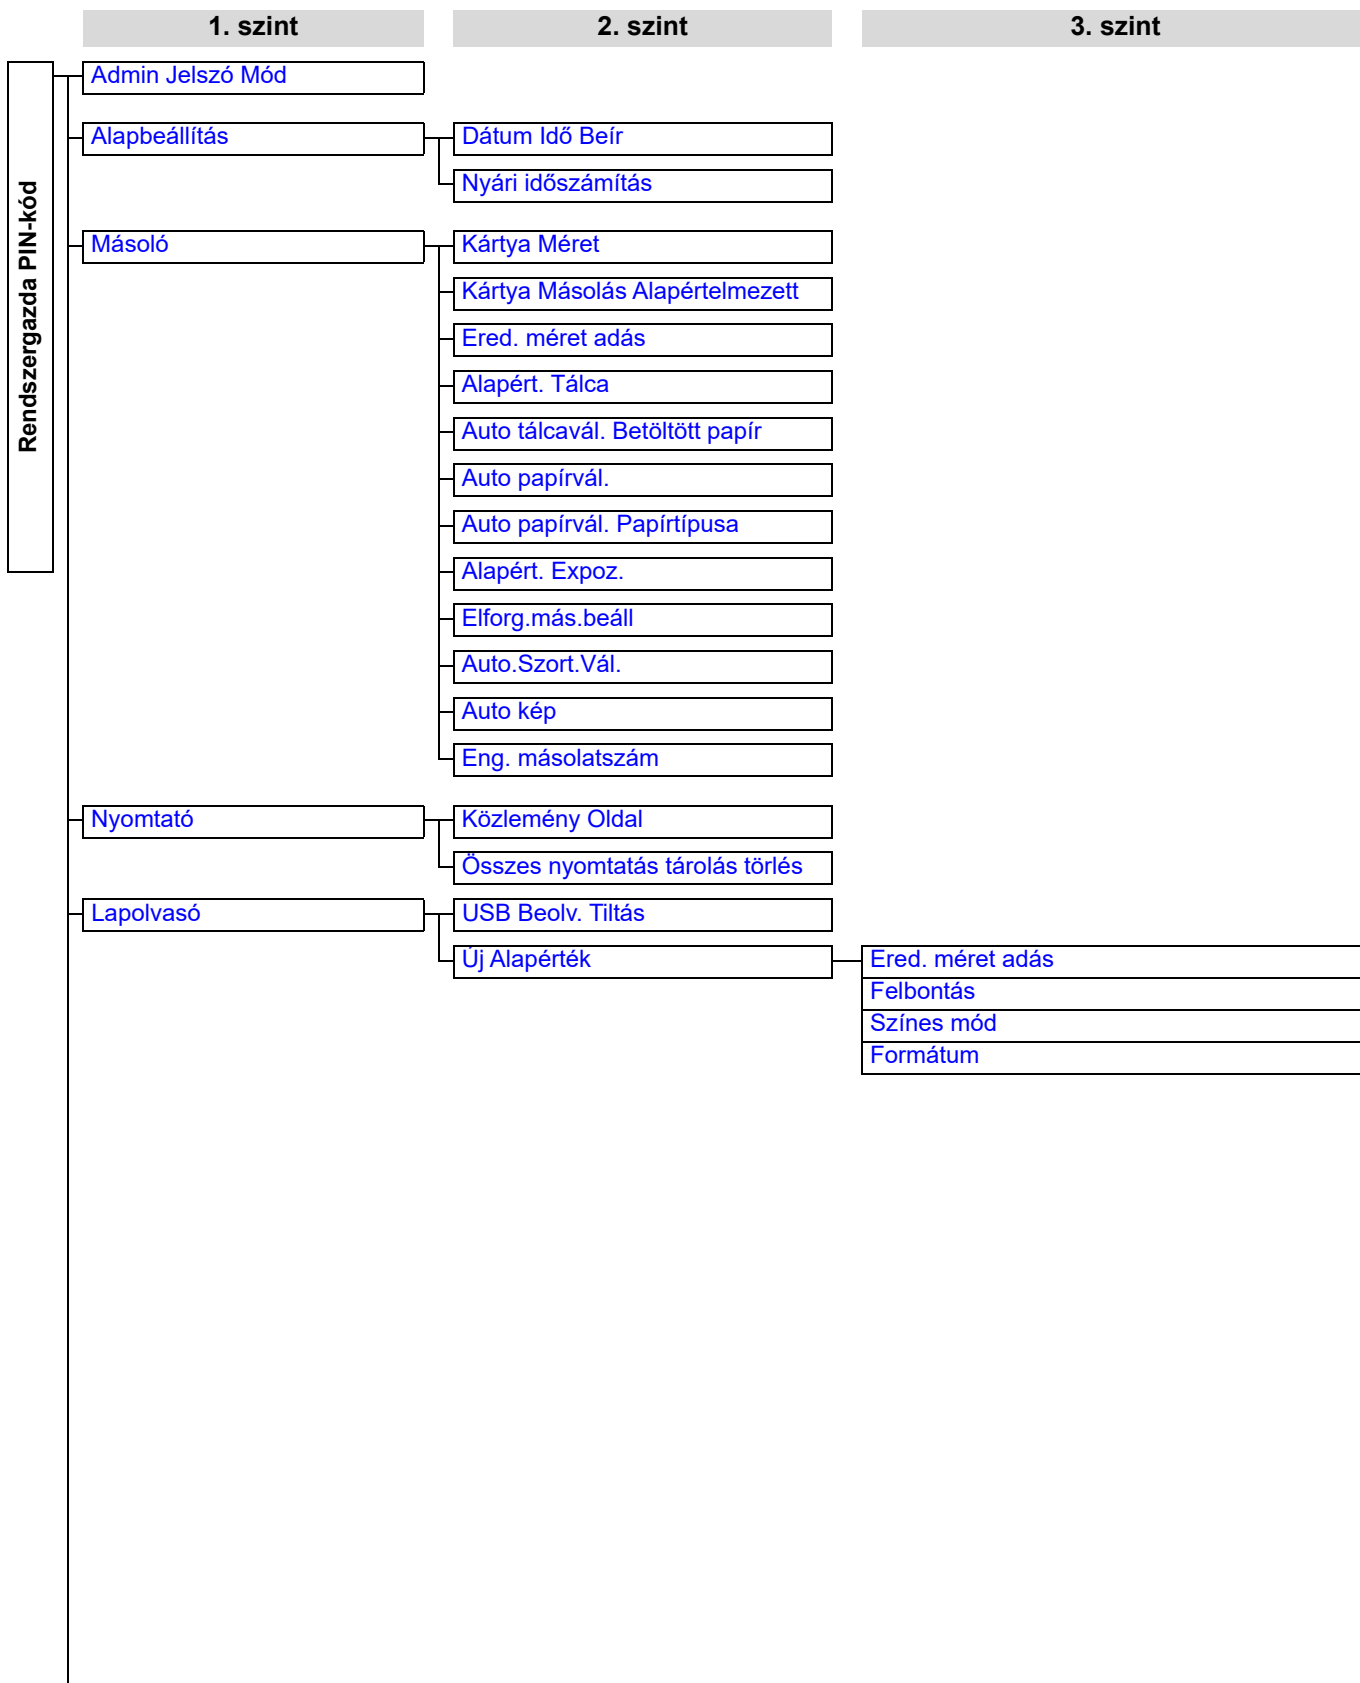 1. szint
2. szint
3. szint
Rendszergazda PIN-kód
Admin Jelszó Mód
Alapbeállítás
Dátum Idő Beír
Nyári időszámítás
Másoló
Kártya Méret
Kártya Másolás Alapértelmezett
Ered. méret adás
Alapért. Tálca
Auto tálcavál. Betöltött papír
Auto papírvál.
Auto papírvál. Papírtípusa
Alapért. Expoz.
Elforg.más.beáll
Auto.Szort.Vál.
Auto kép
Eng. másolatszám
Nyomtató
Közlemény Oldal
Összes nyomtatás tárolás törlés
Lapolvasó
USB Beolv. Tiltás
Új Alapérték
Ered. méret adás
Felbontás
Színes mód
Formátum